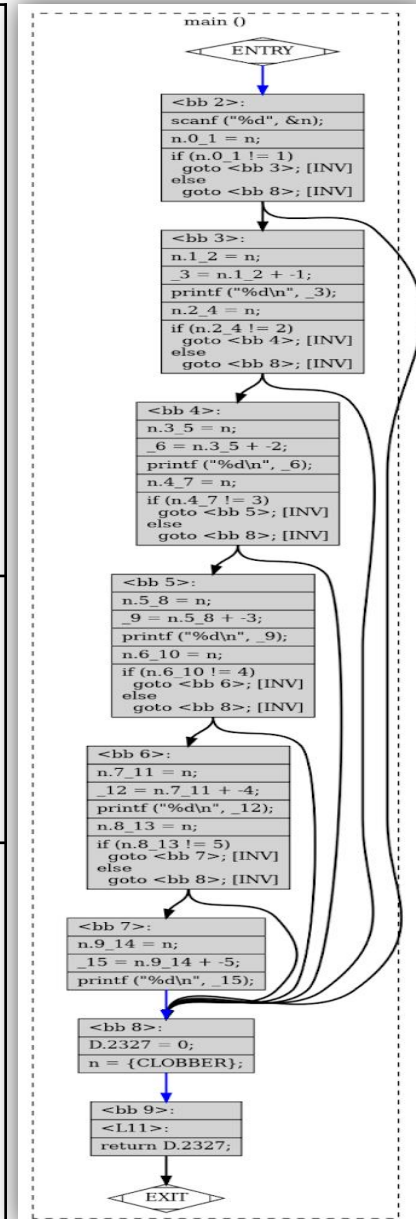 main ()
ENTRY
<bb 2>:
scanf ("%d", &n);
n.0_1 = n;
if (n.0_1 != 1)
goto <bb 3>; [INV]
else
goto <bb 8>; [INV]
<bb 3>:
n.1_2 = n;
_3 = n.1_2 + -1;
printf ("%d\n", _3);
n.2_4 = n;
if (n.2_4 != 2)
goto <bb 4>; [INV]
else
goto <bb 8>; [INV]
<bb 4>:
n.3_5 = n;
_6 = n.3_5 + -2;
printf ("%d\n", _6);
n.4_7 = n;
if (n.4_7 != 3)
goto <bb 5>; [INV]
else
goto <bb 8>; [INV]
<bb 5>:
n.5_8 = n;
_9 = n.5_8 + -3;
printf ("%d\n", _9);
n.6_10 = n;
if (n.6_10 != 4)
goto <bb 6>; [INV]
else
goto <bb 8>; [INV]
<bb 6>:
n.7_11 = n;
_12 = n.7_11 + -4;
printf ("%d\n", _12);
n.8_13 = n;
if (n.8_13 != 5)
goto <bb 7>; [INV]
else
goto <bb 8>; [INV]
<bb 7>:
n.9_14 = n;
_15 = n.9_14 + -5;
printf ("%d\n", _15);
<bb 8>:
D.2327 = 0;
n = {CLOBBER};
<bb 9>:
<L11>:
return D.2327;
EXIT